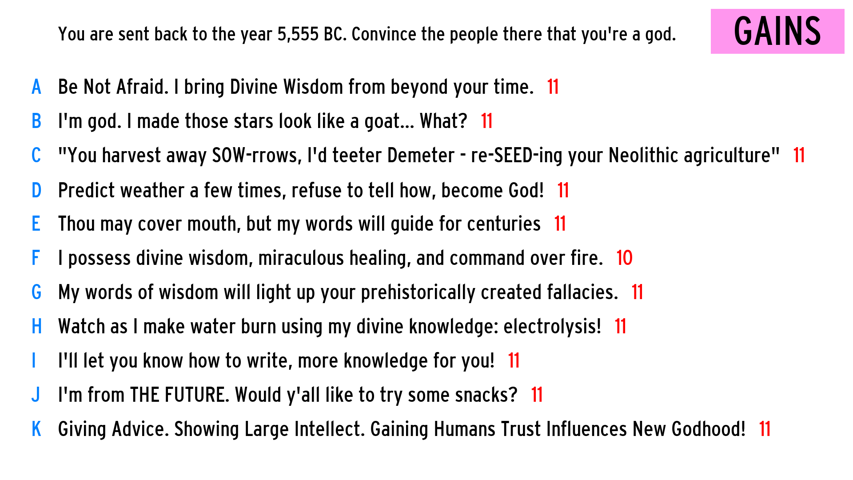 You are sent back to the year 5,555 BC. Convince the people there that you're a god.
GAINS
A Be Not Afraid. I bring Divine Wisdom from beyond your time. 11
B I'm god. I made those stars look like a goat... What? 11
C "You harvest away SOW-rrows, I'd teeter Demeter - re-SEED-ing your Neolithic agriculture" 11
D Predict weather a few times, refuse to tell how, become God! 11
E Thou may cover mouth, but my words will guide for centuries 11
F I possess divine wisdom, miraculous healing, and command over fire. 10
G My words of wisdom will light up your prehistorically created fallacies. 11
H Watch as I make water burn using my divine knowledge: electrolysis! 11
I I'll let you know how to write, more knowledge for you! 11
J I'm from THE FUTURE. Would y'all like to try some snacks? 11
K Giving Advice. Showing Large Intellect. Gaining Humans Trust Influences New Godhood! 11